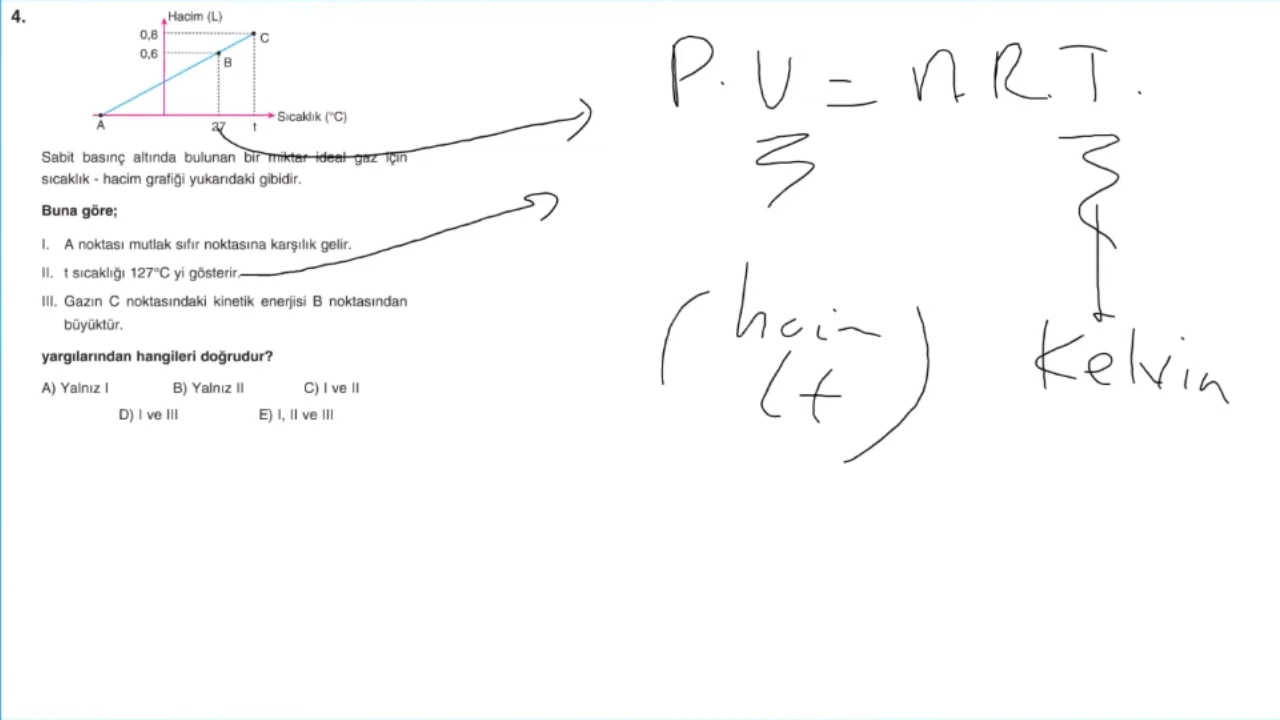 4.
Hacim (L)
0,8
C
0,6
B
A
27
t
Sıcaklık (°C)
Sabit basınç altında bulunan bir miktar ideal gaz için
sıcaklık - hacim grafiği yukarıdaki gibidir.
Buna göre;
I. A noktası mutlak sıfır noktasına karşılık gelir.
II. t sıcaklığı 127°C yi gösterir.
III. Gazın C noktasındaki kinetik enerjisi B noktasından
büyüktür.
yargılarından hangileri doğrudur?
A) Yalnız I B) Yalnız II C) I ve II
D) I ve III E) I, II ve III
P.V = n R.T.
(
lt
)
Kelvin